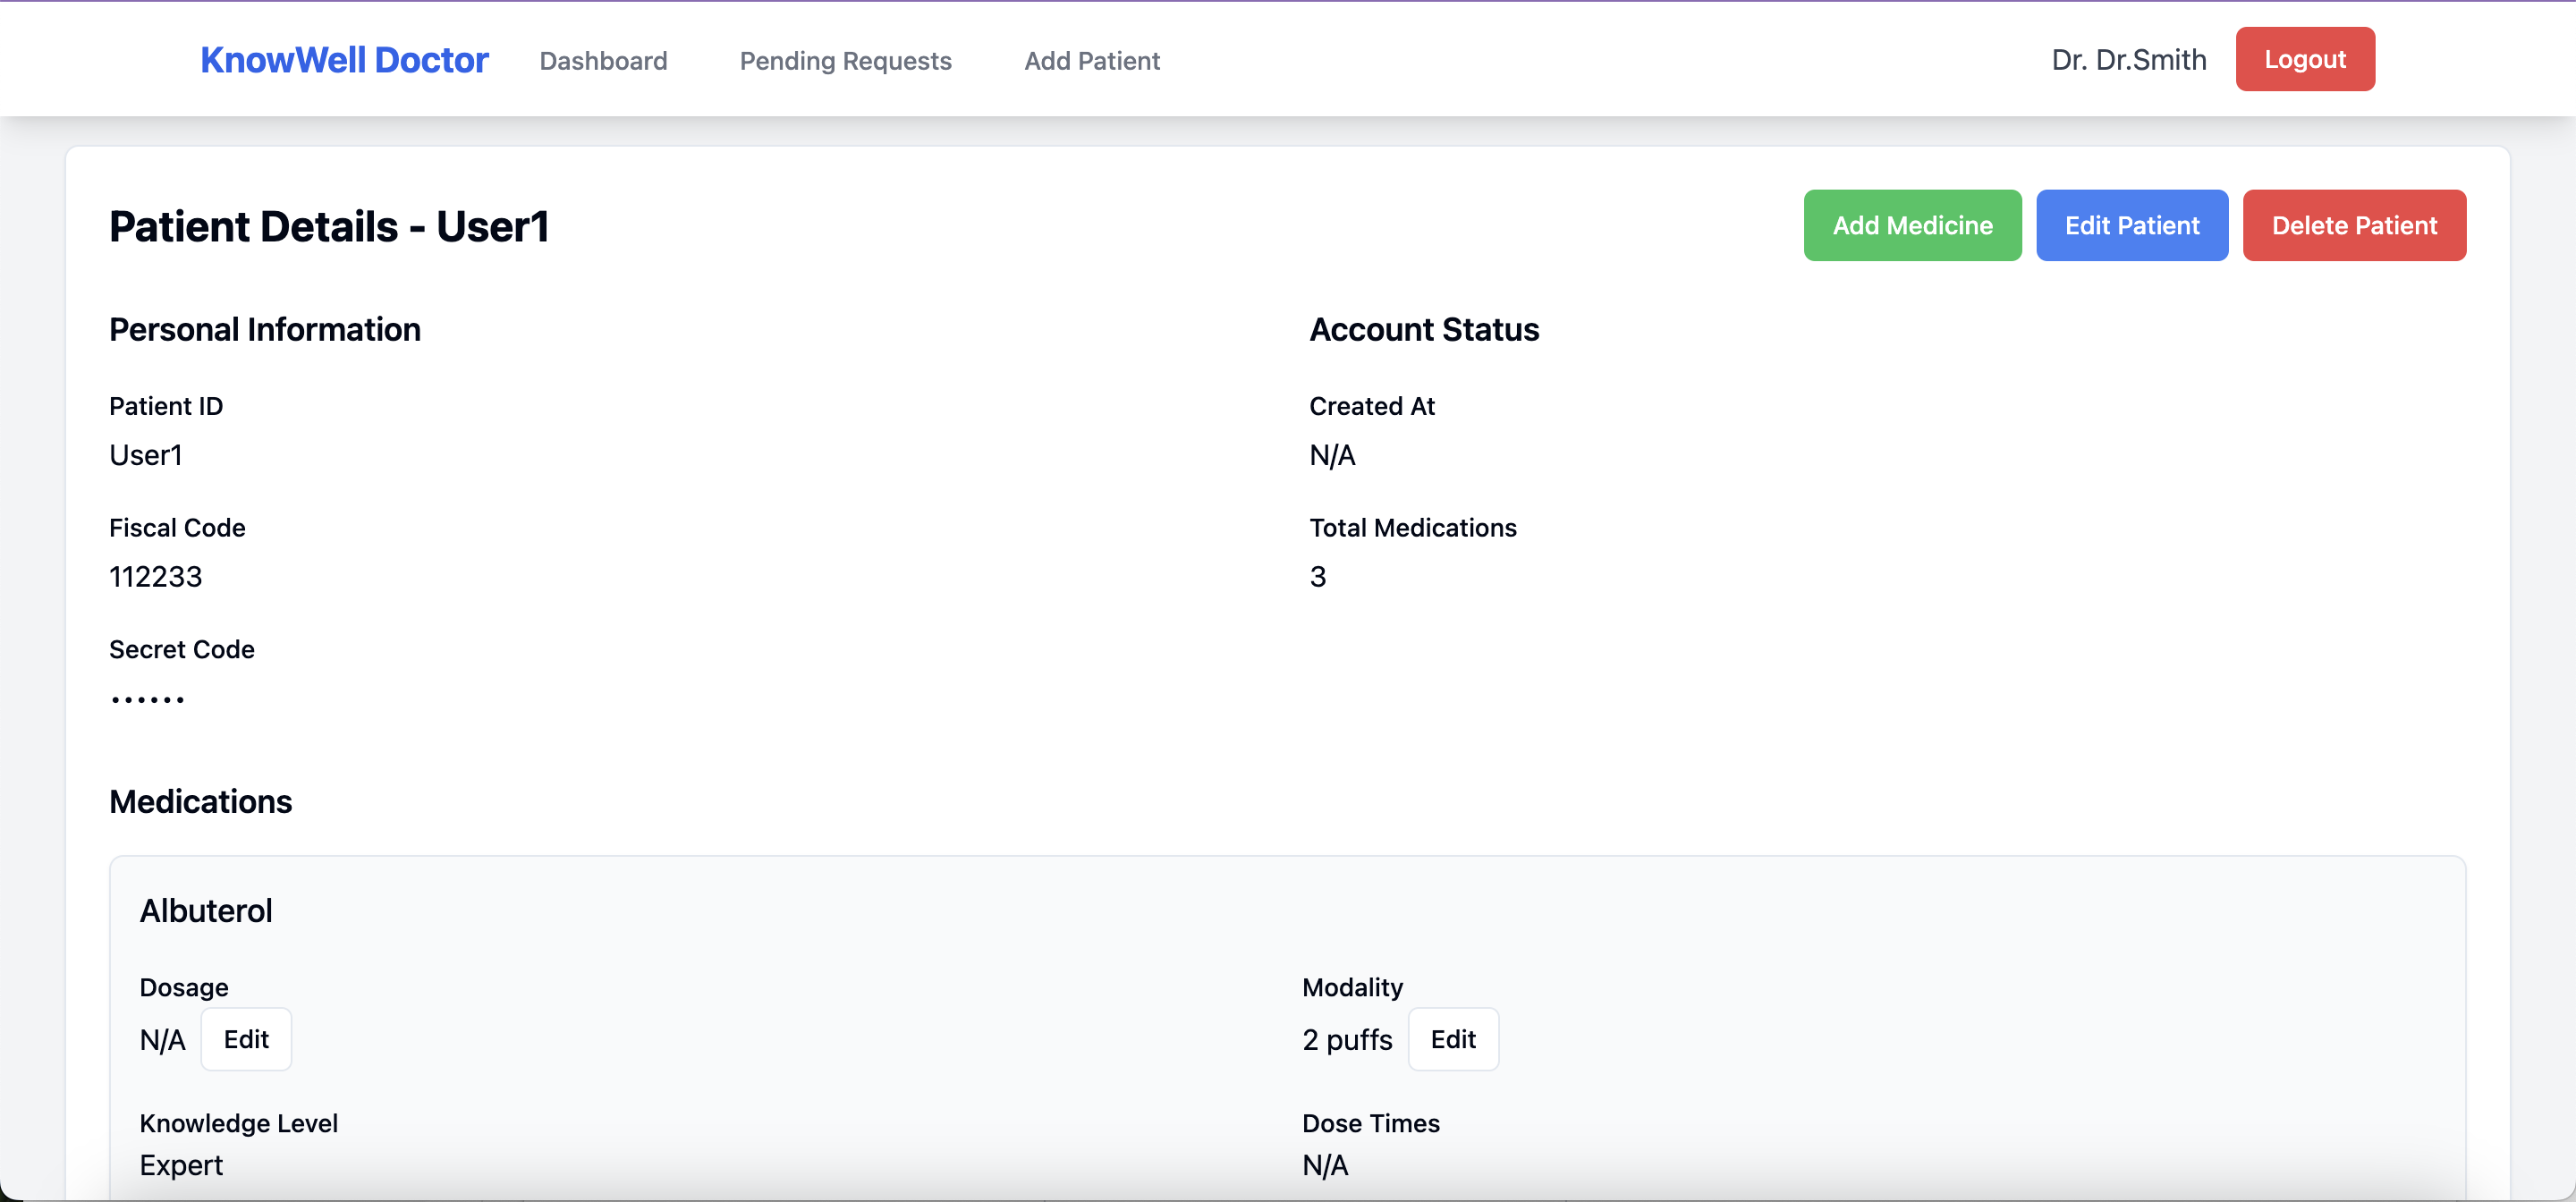 KnowWell Doctor Dashboard Pending Requests Add Patient Dr. Dr.Smith Logout
Patient Details - User1 Add Medicine Edit Patient Delete Patient
Personal Information
Patient ID
User1
Fiscal Code
112233
Secret Code
••••••
Account Status
Created At
N/A
Total Medications
3
Medications
Albuterol
Dosage
N/A Edit
Modality
2 puffs Edit
Knowledge Level
Expert
Dose Times
N/A